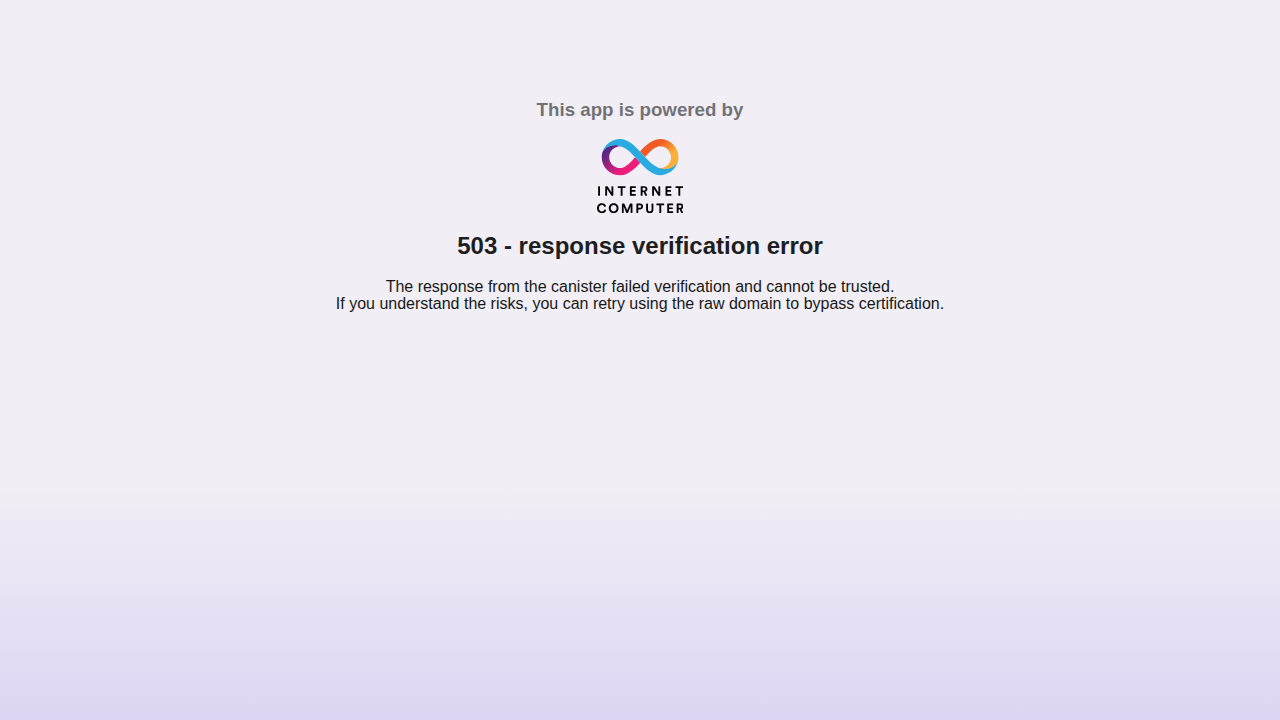 This app is powered by
INTERNET
COMPUTER
503 - response verification error
The response from the canister failed verification and cannot be trusted.
If you understand the risks, you can retry using the raw domain to bypass certification.